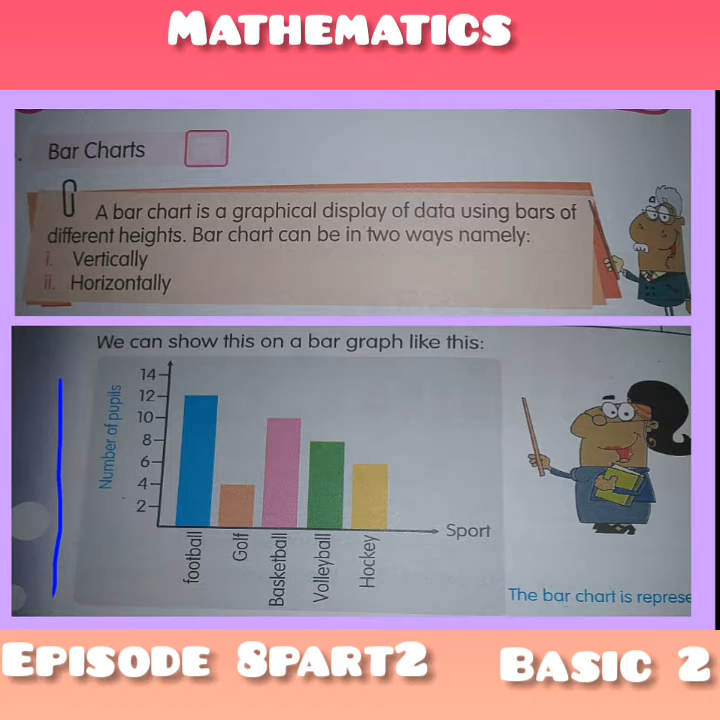 MATHEMATICS
Bar Charts
A bar chart is a graphical display of data using bars of
different heights. Bar chart can be in two ways namely:
i. Vertically
ii. Horizontally
We can show this on a bar graph like this:
Number of pupils
14
12
10
8
6
4
2
Sport
football
Golf
Basketball
Volleyball
Hockey
The bar chart is represe
EPISODE 8PART2
BASIC 2